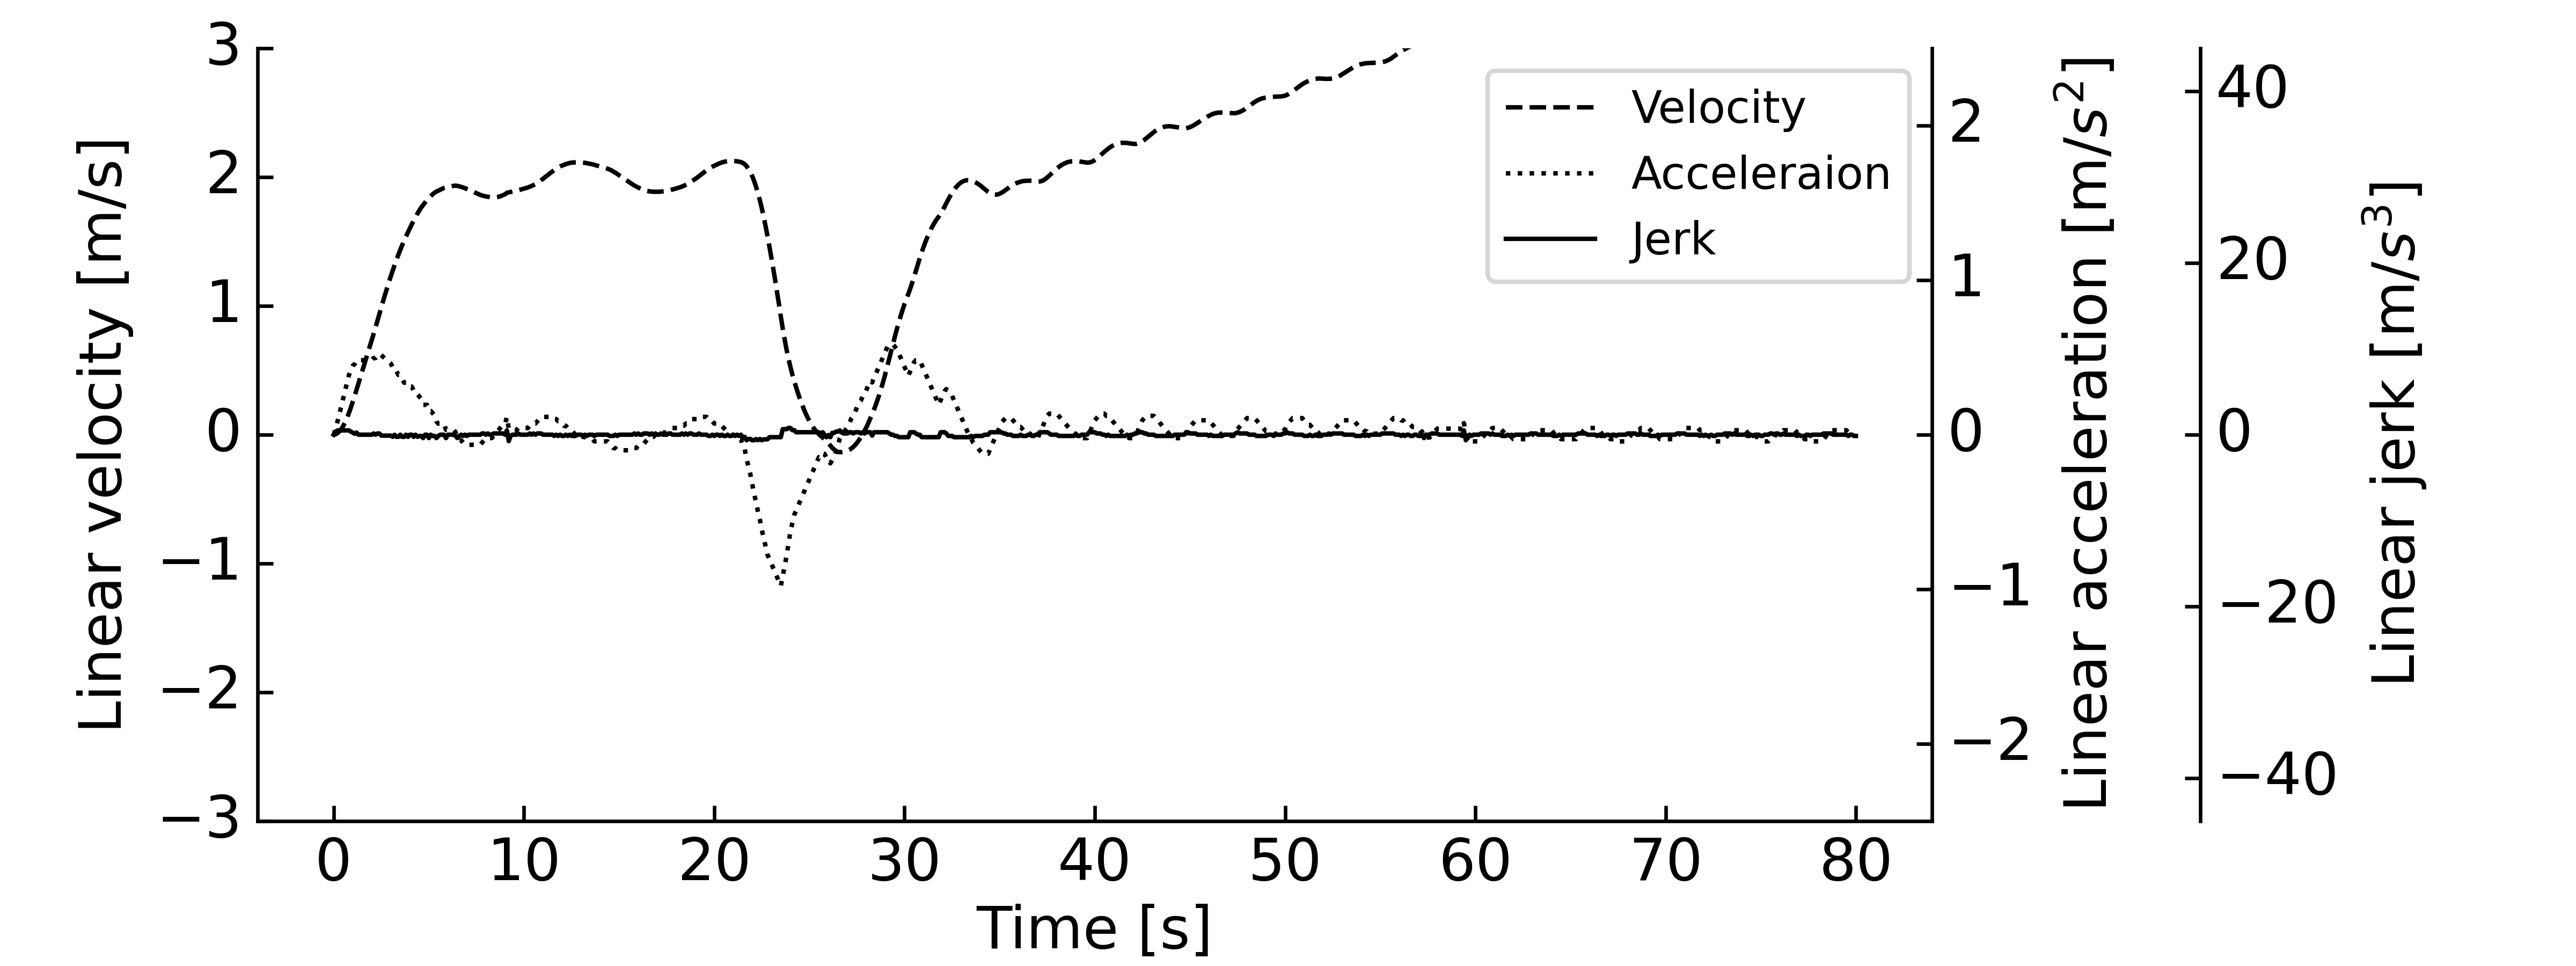 Linear velocity [m/s]
3
2
1
0
−1
−2
−3
0 10 20 30 40 50 60 70 80
Time [s]
Velocity
Acceleraion
Jerk
2
1
0
−1
−2
Linear acceleration [m/s²]
40
20
0
−20
−40
Linear jerk [m/s³]